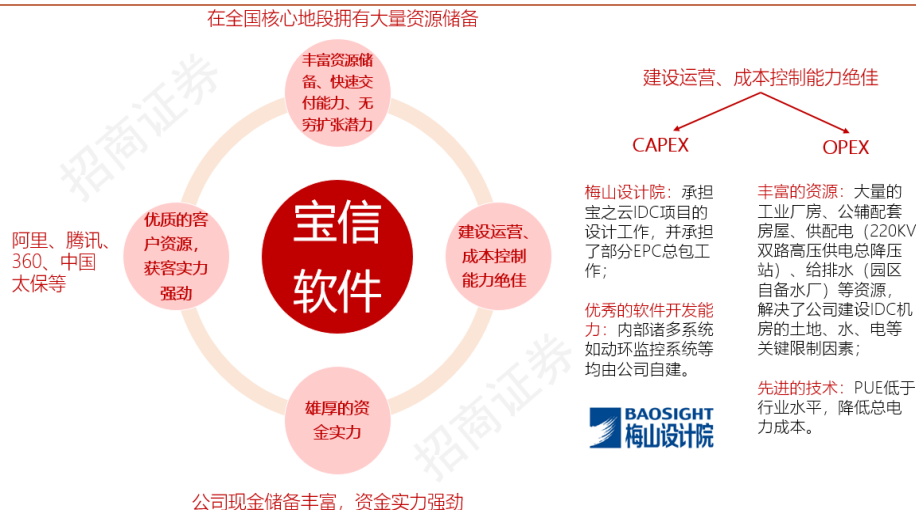 在全国核心地段拥有大量资源储备
丰富资源储
备、快速交
付能力、无
穷扩张潜力
优质的客
户资源，
获客实力
强劲
阿里、腾讯、
360、中国
太保等
宝信
软件
建设运营、
成本控制
能力绝佳
雄厚的资
金实力
公司现金储备丰富，资金实力强劲
建设运营、成本控制能力绝佳
CAPEX
OPEX
梅山设计院：承担
宝之云IDC项目的
设计工作，并承担
了部分EPC总包工
作；
优秀的软件开发能
力：内部诸多系统
如动环监控系统等
均由公司自建。
BAOSIGHT
梅山设计院
丰富的资源：大量的
工业厂房、公辅配套
房屋、供配电（220KV
双路高压供电总降压
站）、给排水（园区
自备水厂）等资源，
解决了公司建设IDC机
房的土地、水、电等
关键限制因素；
先进的技术：PUE低于
行业水平，降低总电
力成本。
招商证券
招商证券